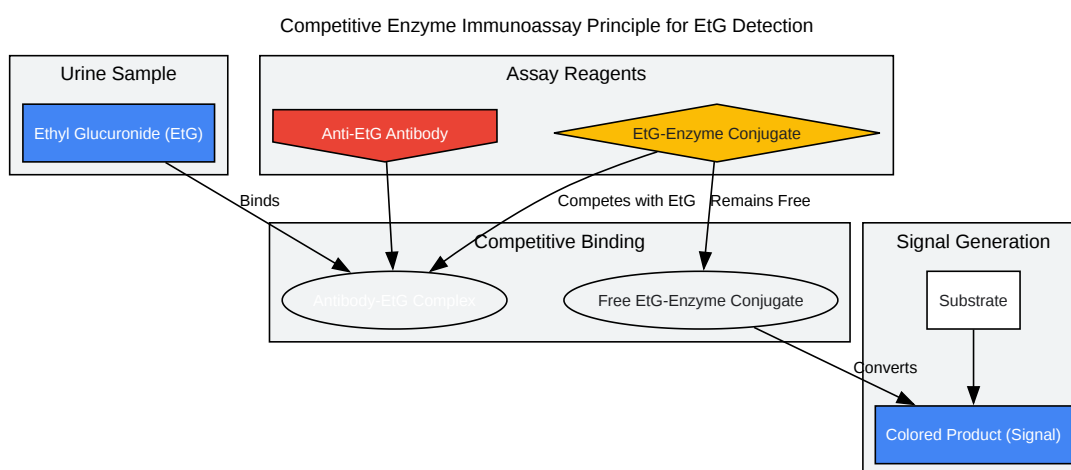 Competitive Enzyme Immunoassay Principle for EtG Detection
Urine Sample
Assay Reagents
Ethyl Glucuronide (EtG)
Anti-EtG Antibody
EtG-Enzyme Conjugate
Binds
Competes with EtG
Remains Free
Competitive Binding
Signal Generation
Antibody-EtG Complex
Free EtG-Enzyme Conjugate
Substrate
Converts
Colored Product (Signal)